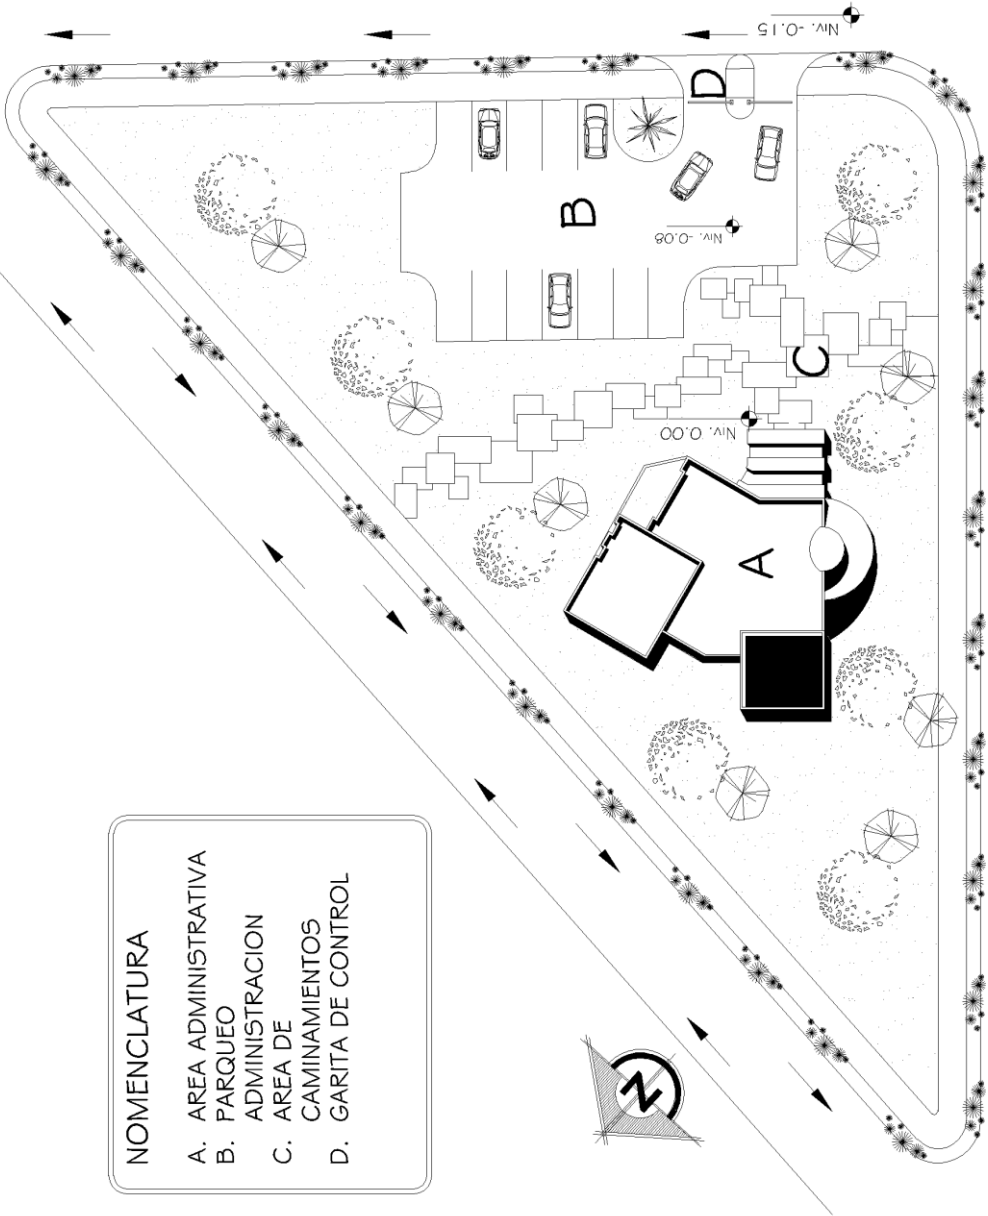 NOMENCLATURA
A. AREA ADMINISTRATIVA
B. PARQUEO
ADMINISTRACION
C. AREA DE
CAMINAMIENTOS
D. GARITA DE CONTROL
N
A
B
C
D
Niv. 0.00
Niv. -0.08
Niv. -0.15